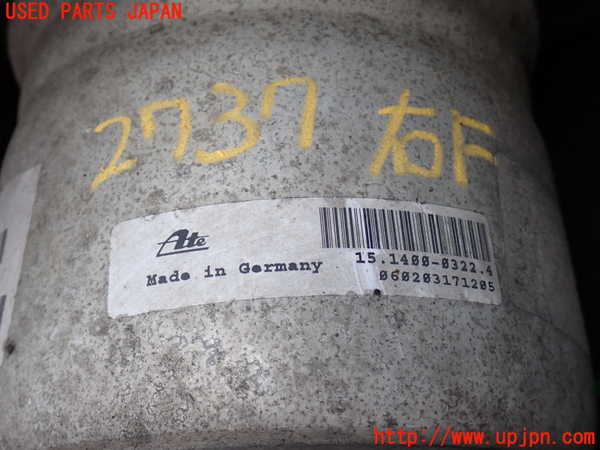 USED PARTS JAPAN
2737 右F
Ate
Made in Germany
15.1400-0322.4
060203171205
http://www.upjpn.com/